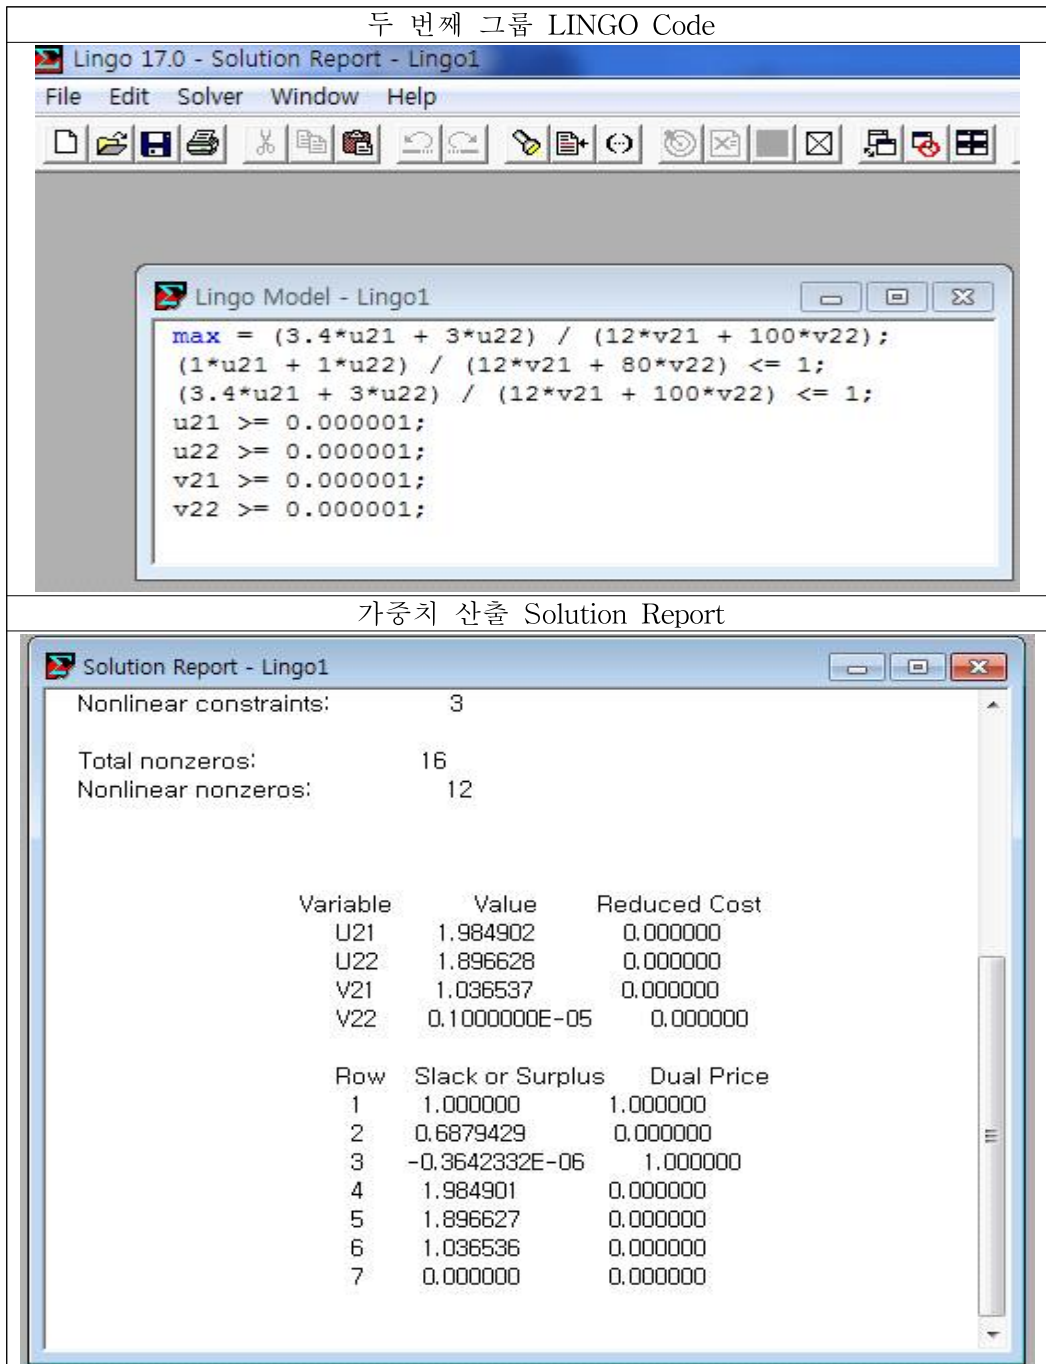 두 번째 그룹 LINGO Code
Lingo 17.0 - Solution Report - Lingo1
File Edit Solver Window Help
Lingo Model - Lingo1
max = (3.4*u21 + 3*u22) / (12*v21 + 100*v22);
(1*u21 + 1*u22) / (12*v21 + 80*v22) <= 1;
(3.4*u21 + 3*u22) / (12*v21 + 100*v22) <= 1;
u21 >= 0.000001;
u22 >= 0.000001;
v21 >= 0.000001;
v22 >= 0.000001;
가중치 산출 Solution Report
Solution Report - Lingo1
Nonlinear constraints: 3
Total nonzeros: 16
Nonlinear nonzeros: 12
Variable Value Reduced Cost
U21 1.984902 0.000000
U22 1.896628 0.000000
V21 1.036537 0.000000
V22 0.1000000E-05 0.000000
Row Slack or Surplus Dual Price
1 1.000000 1.000000
2 0.6879429 0.000000
3 -0.3642332E-06 1.000000
4 1.984901 0.000000
5 1.896627 0.000000
6 1.036536 0.000000
7 0.000000 0.000000